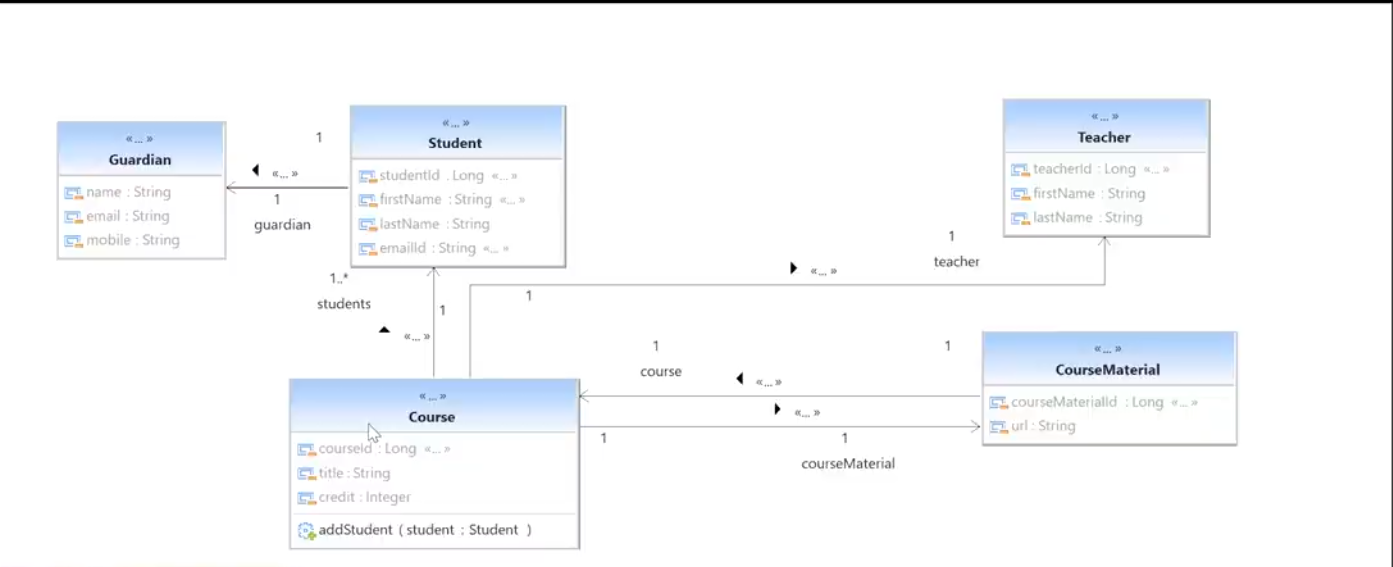 «... »
Guardian
name : String
email : String
mobile : String
1
«... »
1
guardian
«... »
Student
studentId : Long «... »
firstName : String «... »
lastName : String
emailId : String «... »
«... »
Teacher
teacherId : Long «... »
firstName : String
lastName : String
1..*
students
1
«... »
1
«... »
1
teacher
1
course
«... »
1
«... »
1
1
courseMaterial
«... »
Course
courseId : Long «... »
title : String
credit : Integer
addStudent ( student : Student )
«... »
CourseMaterial
courseMaterialId : Long «... »
url : String